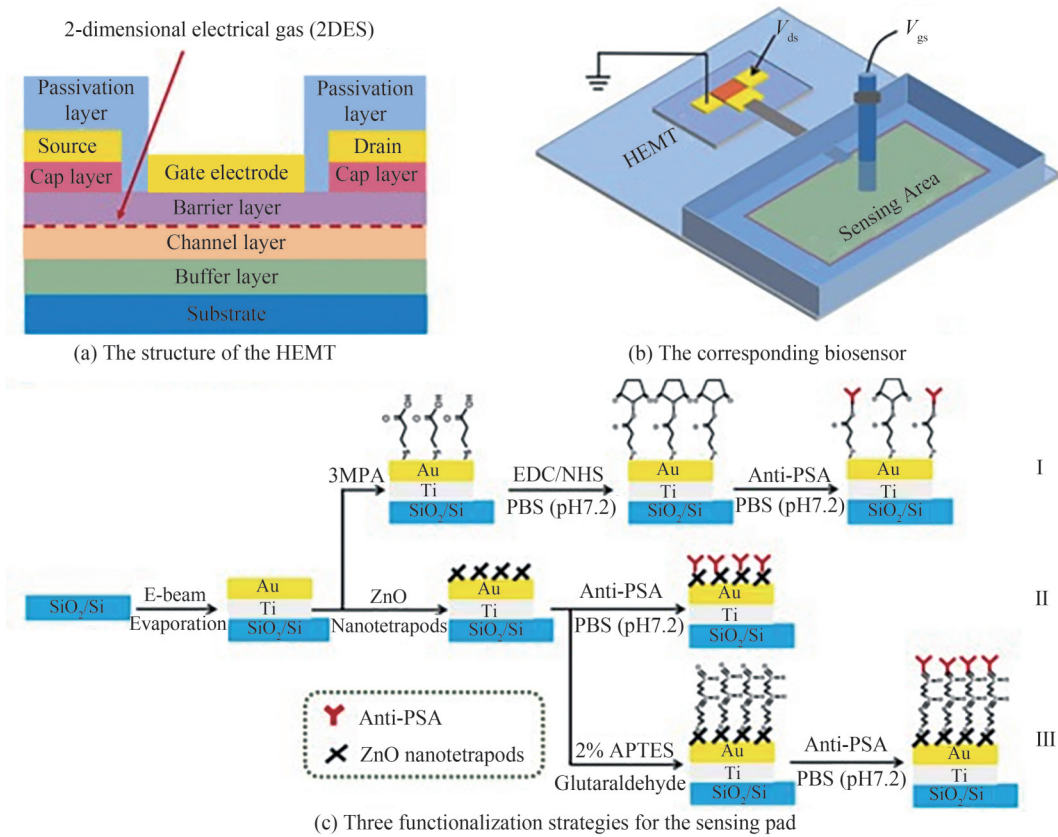 2-dimensional electrical gas (2DES)
Passivation
layer
Passivation
layer
Source
Drain
Cap layer
Gate electrode
Cap layer
Barrier layer
Channel layer
Buffer layer
Substrate
(a) The structure of the HEMT
Vds
Vgs
HEMT
Sensing Area
(b) The corresponding biosensor
3MPA
Au
Ti
SiO2/Si
EDC/NHS
PBS (pH7.2)
Au
Ti
SiO2/Si
Anti-PSA
PBS (pH7.2)
Au
Ti
SiO2/Si
I
SiO2/Si
E-beam
Evaporation
Au
Ti
SiO2/Si
ZnO
Nanotetrapods
Au
Ti
SiO2/Si
Anti-PSA
PBS (pH7.2)
Au
Ti
SiO2/Si
II
Anti-PSA
ZnO nanotetrapods
2% APTES
Glutaraldehyde
Au
Ti
SiO2/Si
Anti-PSA
PBS (pH7.2)
Au
Ti
SiO2/Si
III
(c) Three functionalization strategies for the sensing pad